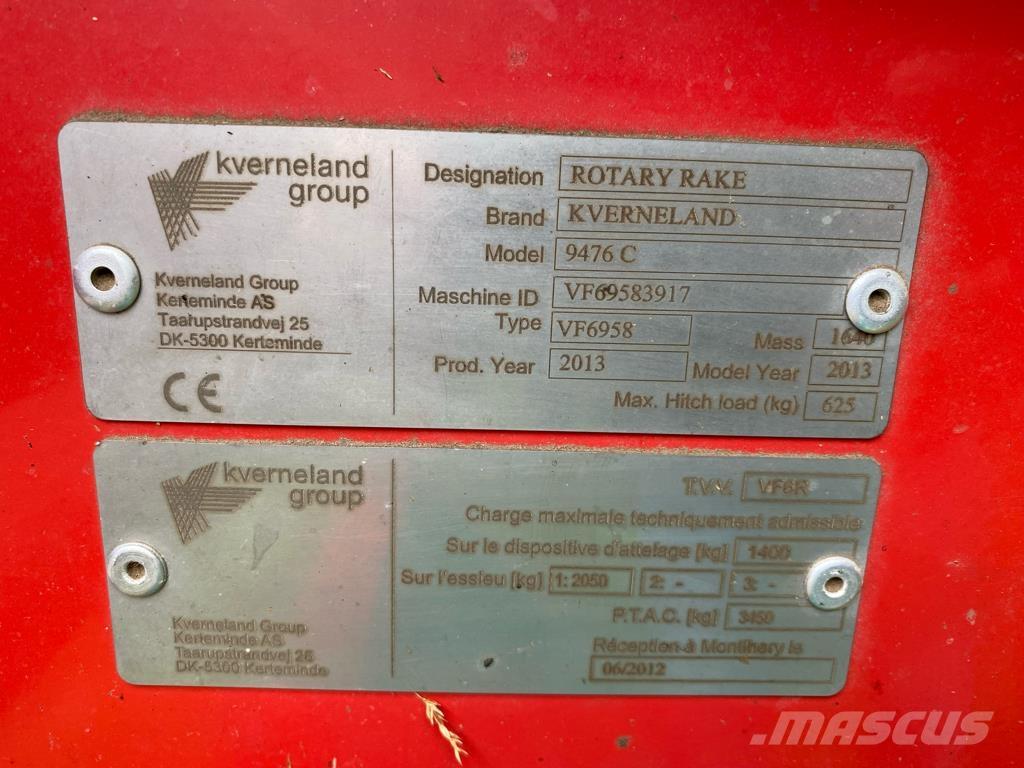 kverneland
group
Kverneland Group
Kerteminde AS
Taarupstrandvej 25
DK-5300 Kerteminde
CE
Designation ROTARY RAKE
Brand KVERNELAND
Model 9476 C
Maschine ID VF69583917
Type VF6958 Mass 1640
Prod. Year 2013 Model Year 2013
Max. Hitch load (kg) 625
kverneland
group
Kverneland Group
Kerteminde AS
Taarupstrandvej 25
DK-5300 Kerteminde
T.V.V. VF6R
Charge maximale techniquement admissible
Sur le dispositive d'attelage [kg] 1400
Sur l'essieu [kg] 1: 2050 2: - 3: -
P.T.A.C. [kg] 3450
Réception à Montlhery le
06/2012
MASCUS